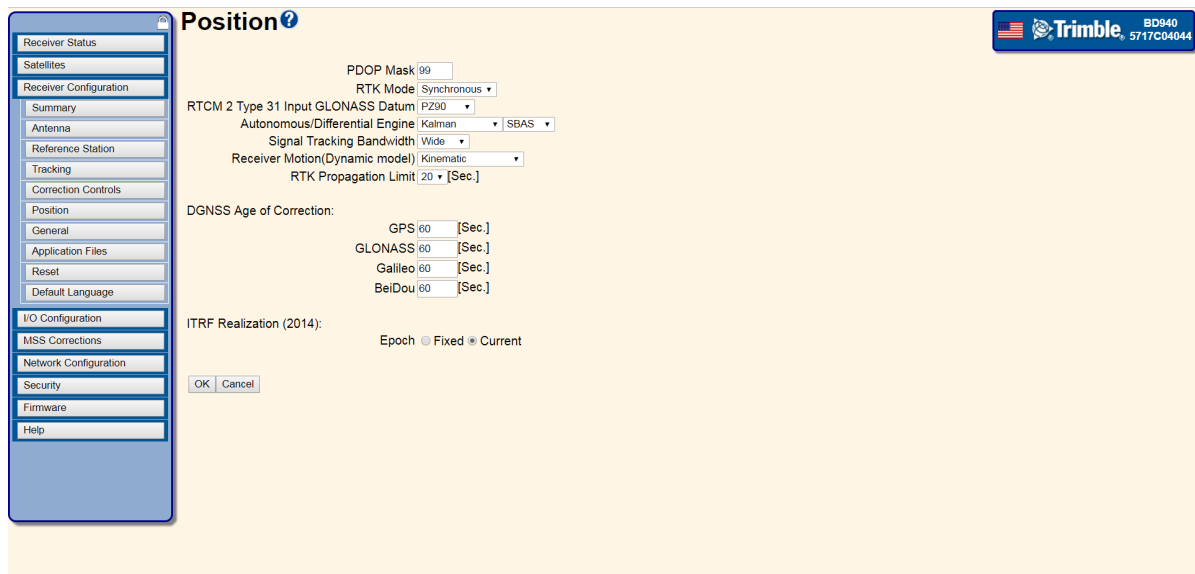 Position
Trimble® BD940
5717C04044
Receiver Status
Satellites
Receiver Configuration
Summary
Antenna
Reference Station
Tracking
Correction Controls
Position
General
Application Files
Reset
Default Language
I/O Configuration
MSS Corrections
Network Configuration
Security
Firmware
Help
PDOP Mask 99
RTK Mode Synchronous
RTCM 2 Type 31 Input GLONASS Datum PZ90
Autonomous/Differential Engine Kalman SBAS
Signal Tracking Bandwidth Wide
Receiver Motion(Dynamic model) Kinematic
RTK Propagation Limit 20 [Sec.]
DGNSS Age of Correction:
GPS 60 [Sec.]
GLONASS 60 [Sec.]
Galileo 60 [Sec.]
BeiDou 60 [Sec.]
ITRF Realization (2014):
Epoch Fixed Current
OK Cancel